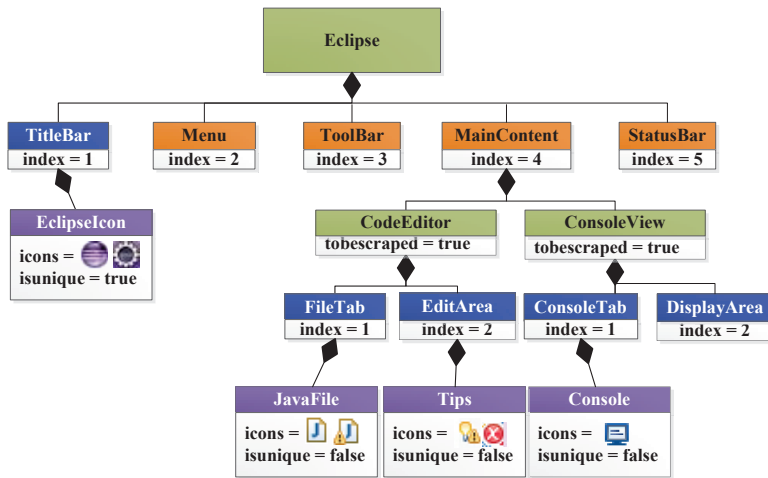 Eclipse
TitleBar
index = 1
Menu
index = 2
ToolBar
index = 3
MainContent
index = 4
StatusBar
index = 5
EclipseIcon
icons =
isunique = true
CodeEditor
tobescraped = true
ConsoleView
tobescraped = true
FileTab
index = 1
EditArea
index = 2
ConsoleTab
index = 1
DisplayArea
index = 2
JavaFile
icons =
isunique = false
Tips
icons =
isunique = false
Console
icons =
isunique = false